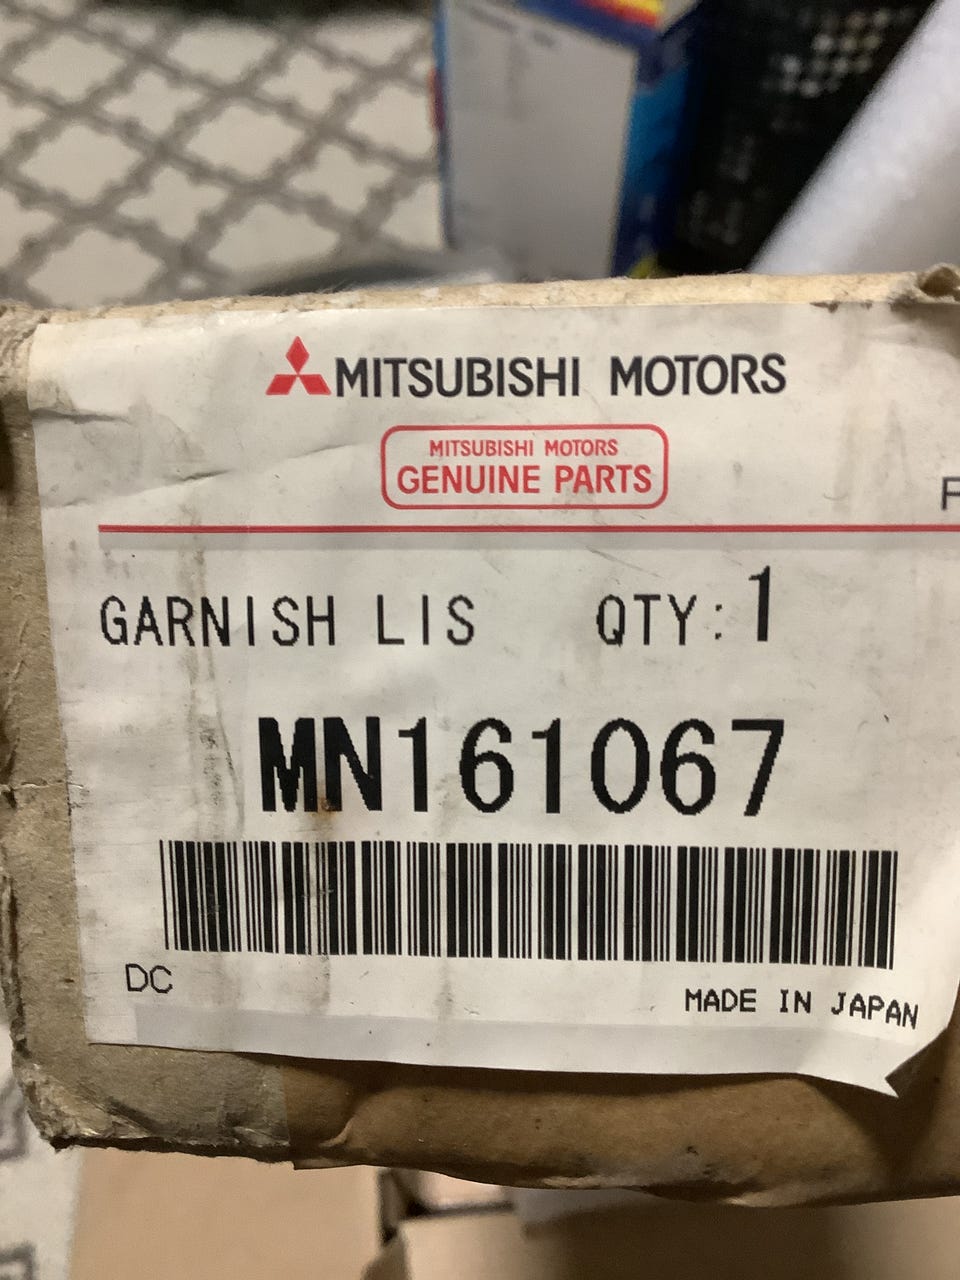 MITSUBISHI MOTORS
MITSUBISHI MOTORS
GENUINE PARTS
F
GARNISH LIS QTY: 1
MN161067
DC
MADE IN JAPAN